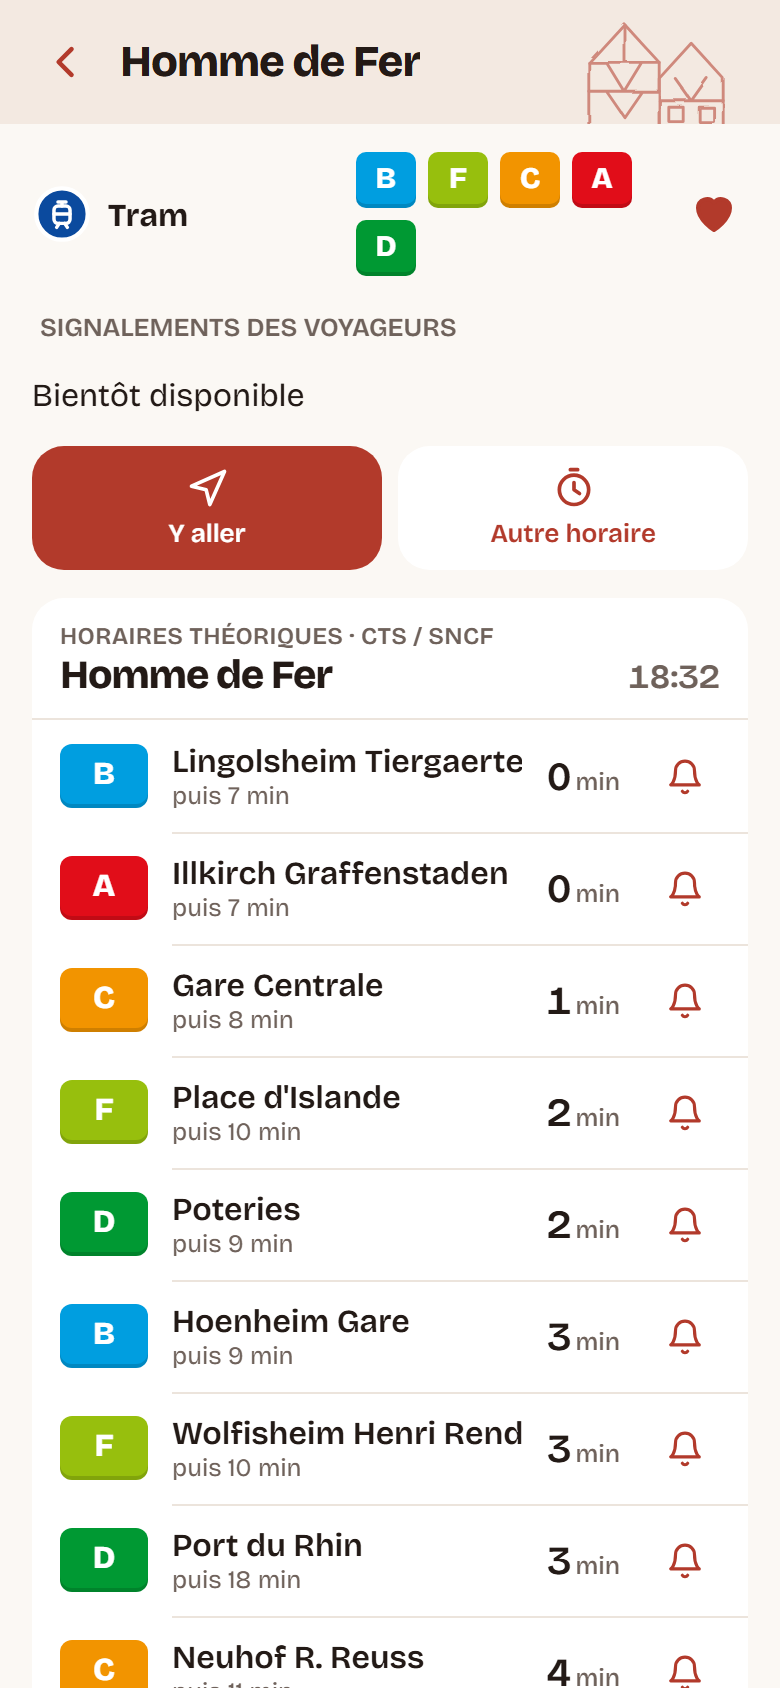 Homme de Fer
B F C A
Tram
D
SIGNALEMENTS DES VOYAGEURS
Bientôt disponible
Y aller
Autre horaire
HORAIRES THÉORIQUES · CTS / SNCF
Homme de Fer 18:32
B Lingolsheim Tiergaerte 0 min
puis 7 min
A Illkirch Graffenstaden 0 min
puis 7 min
C Gare Centrale 1 min
puis 8 min
F Place d'Islande 2 min
puis 10 min
D Poteries 2 min
puis 9 min
B Hoenheim Gare 3 min
puis 9 min
F Wolfisheim Henri Rend 3 min
puis 10 min
D Port du Rhin 3 min
puis 18 min
C Neuhof R. Reuss 4 min
puis 11 min